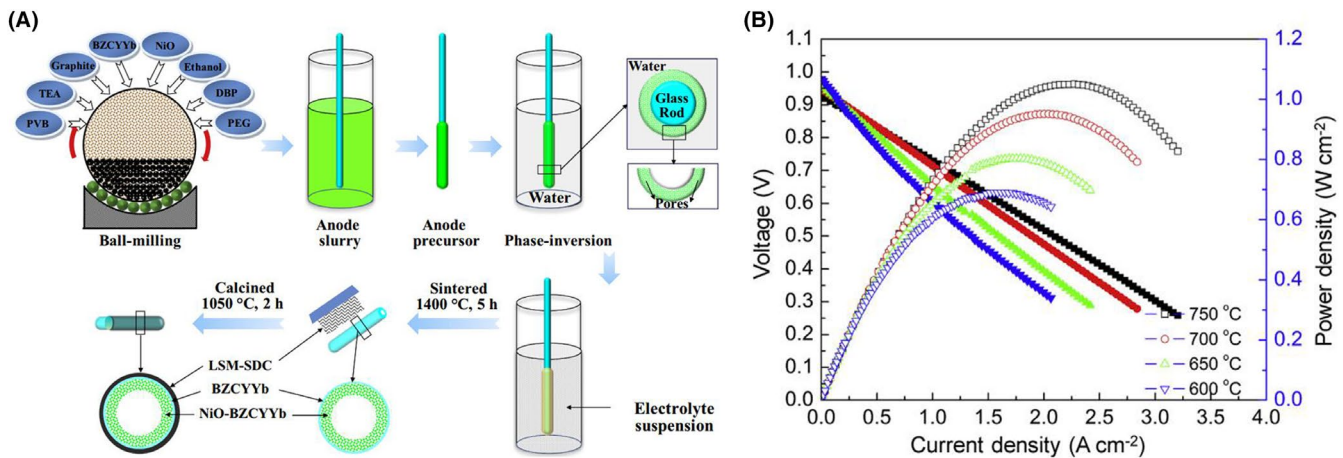 (A)
BZCYYb
NiO
Graphite
Ethanol
TEA
DBP
PVB
PEG
Ball-milling
Anode
slurry
Anode
precursor
Water
Phase-inversion
Water
Glass
Rod
Pores
Calcined
1050 °C, 2 h
Sintered
1400 °C, 5 h
LSM-SDC
BZCYYb
NiO-BZCYYb
Electrolyte
suspension
(B)
Voltage (V)
1.1
1.0
0.9
0.8
0.7
0.6
0.5
0.4
0.3
0.2
0.1
0.0
0.0 0.5 1.0 1.5 2.0 2.5 3.0 3.5 4.0
Current density (A cm-2)
750 °C
700 °C
650 °C
600 °C
1.2
1.0
0.8
0.6
0.4
0.2
0.0
Power density (W cm-2)